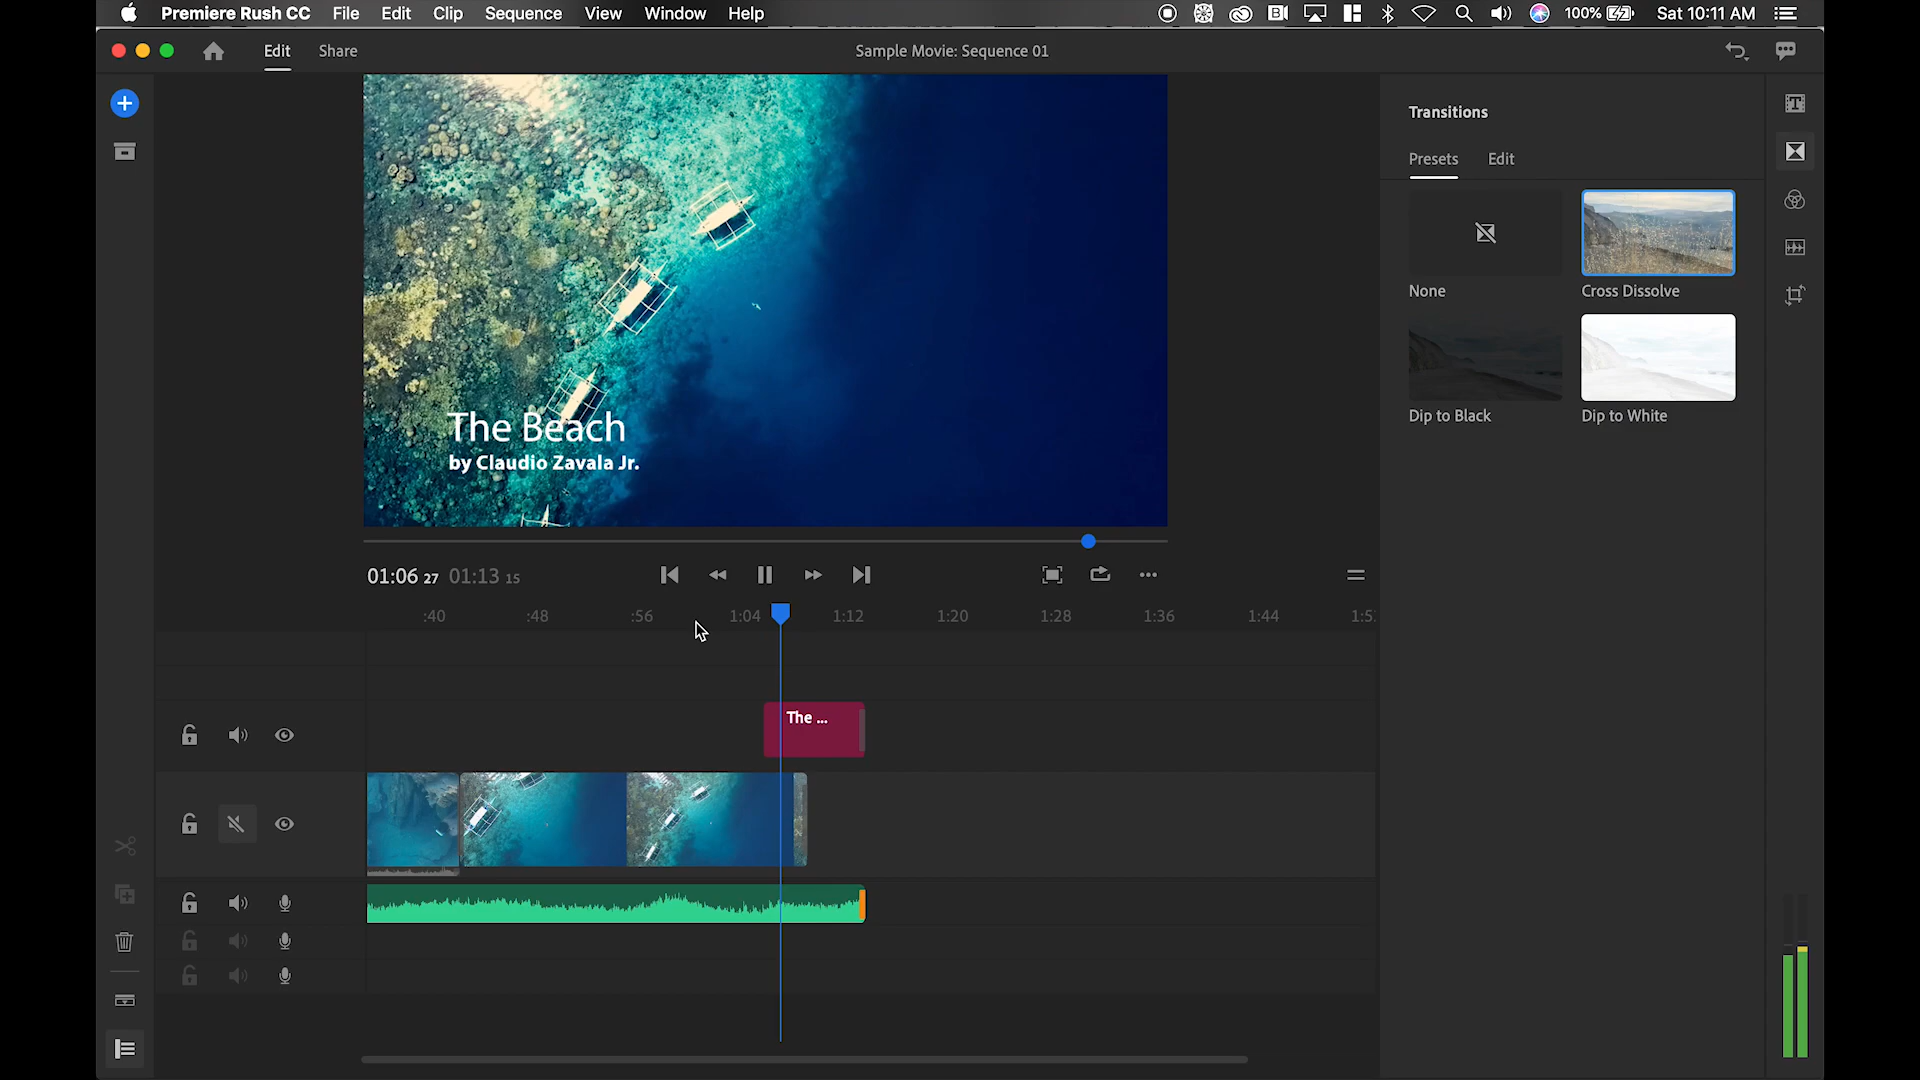 Premiere Rush CC File Edit Clip Sequence View Window Help 100% Sat 10:11 AM
Edit Share Sample Movie: Sequence 01
Transitions
Presets Edit
None Cross Dissolve
Dip to Black Dip to White
The Beach
by Claudio Zavala Jr.
01:06 27 01:13 15
:40 :48 :56 1:04 1:12 1:20 1:28 1:36 1:44
The ...